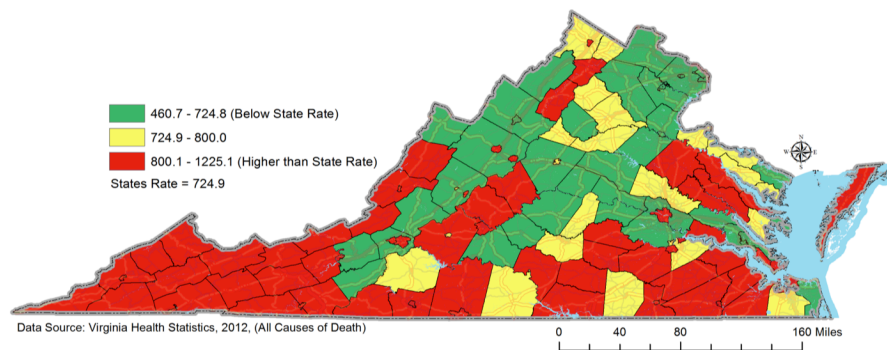 460.7 - 724.8 (Below State Rate)
724.9 - 800.0
800.1 - 1225.1 (Higher than State Rate)
States Rate = 724.9
N
W E
S
Data Source: Virginia Health Statistics, 2012, (All Causes of Death)
0 40 80 160 Miles